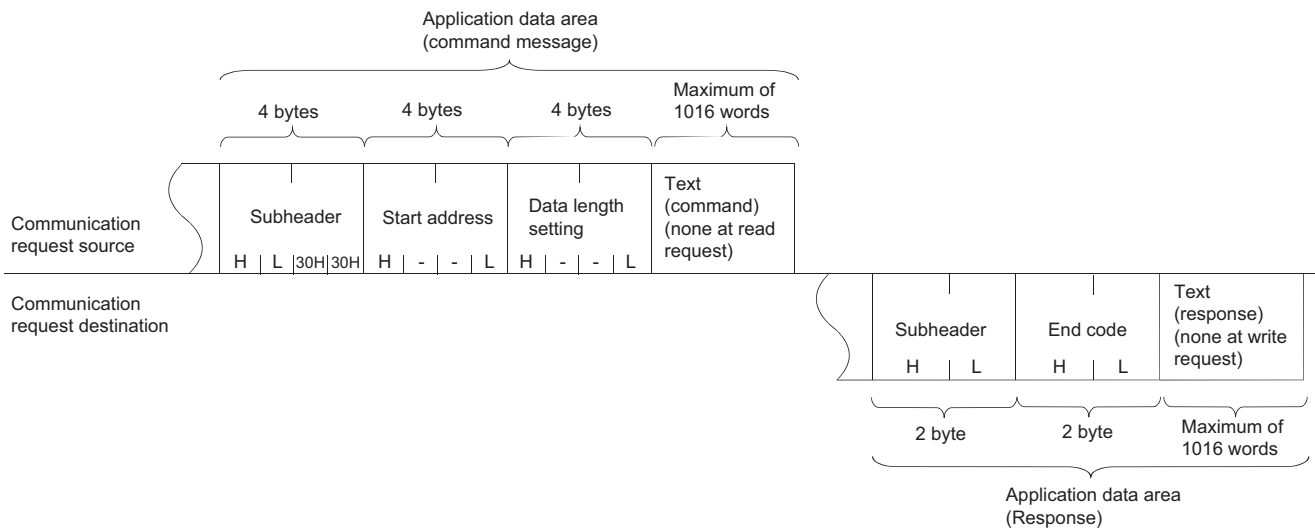 Application data area
(command message)
4 bytes
4 bytes
4 bytes
Maximum of
1016 words
Communication
request source
Subheader
H L 30H 30H
Start address
H - - L
Data length
setting
H - - L
Text
(command)
(none at read
request)
Communication
request destination
Subheader
H L
End code
H L
Text
(response)
(none at write
request)
2 byte
2 byte
Maximum of
1016 words
Application data area
(Response)